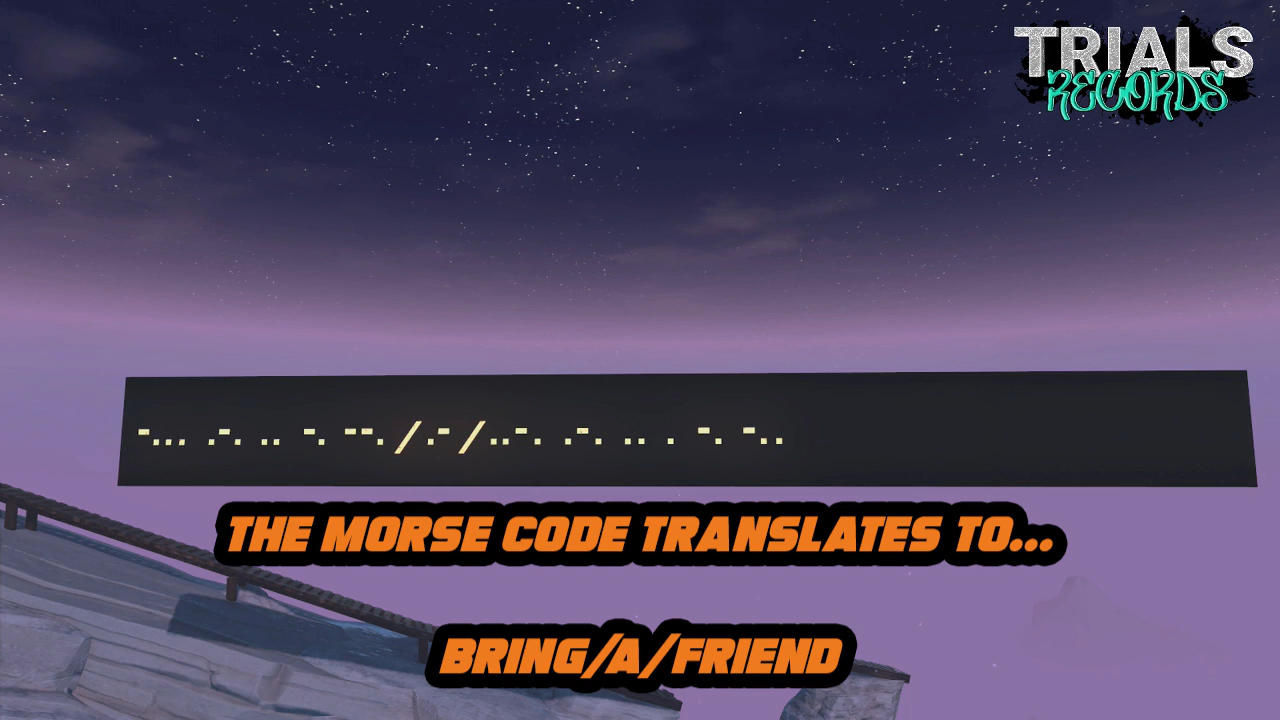 TRIALS
RECORDS
-... .-. .. -. --./.-/..-. .-. .. . -. -..
THE MORSE CODE TRANSLATES TO...
BRING/A/FRIEND